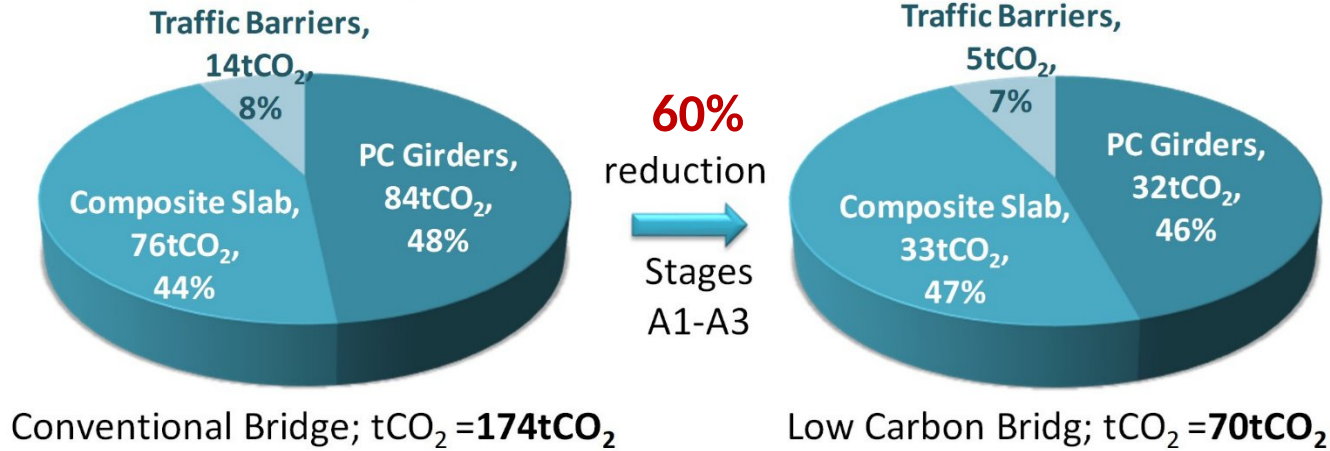 Traffic Barriers,
14tCO₂,
8%
PC Girders,
84tCO₂,
48%
Composite Slab,
76tCO₂,
44%
Conventional Bridge; tCO₂ =174tCO₂
60%
reduction
Stages
A1-A3
Traffic Barriers,
5tCO₂,
7%
PC Girders,
32tCO₂,
46%
Composite Slab,
33tCO₂,
47%
Low Carbon Bridg; tCO₂ =70tCO₂